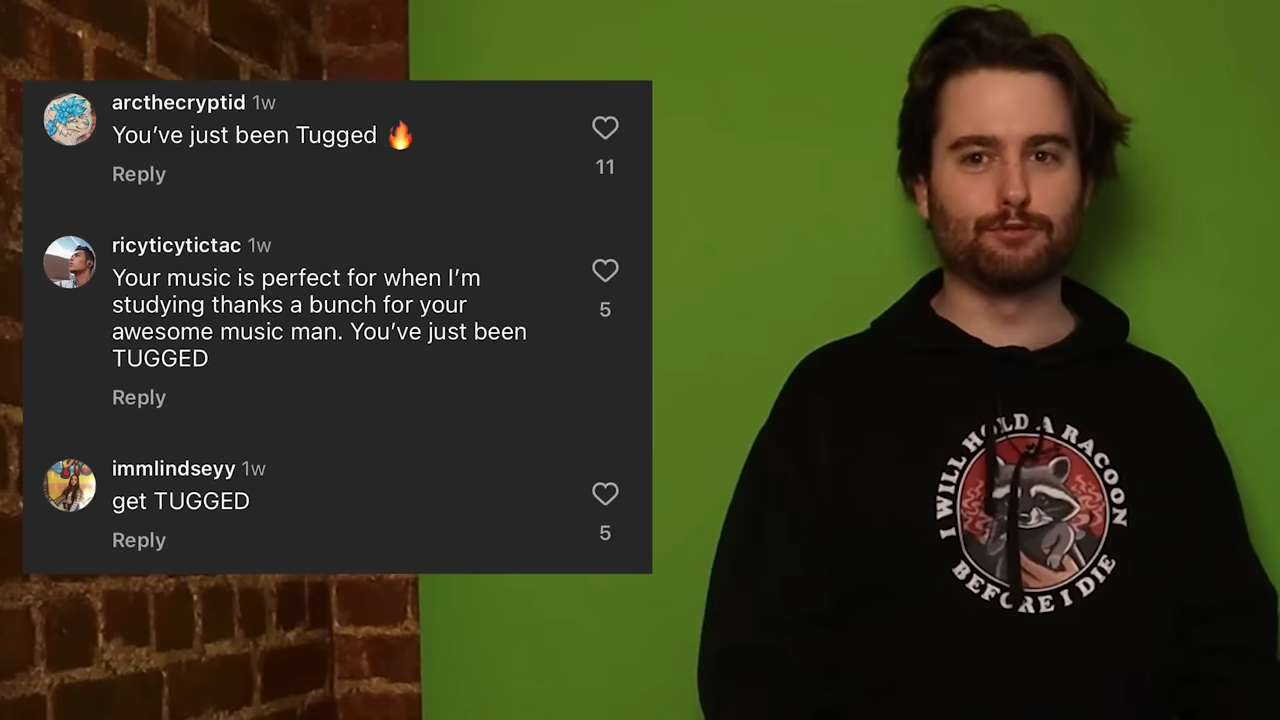 arcthecryptid 1w
You’ve just been Tugged 🔥
11
Reply
ricyticytictac 1w
Your music is perfect for when I’m
studying thanks a bunch for your
awesome music man. You’ve just been
TUGGED
5
Reply
immlindseyy 1w
get TUGGED
5
Reply
I WILL HOLD A RACOON
BEFORE I DIE